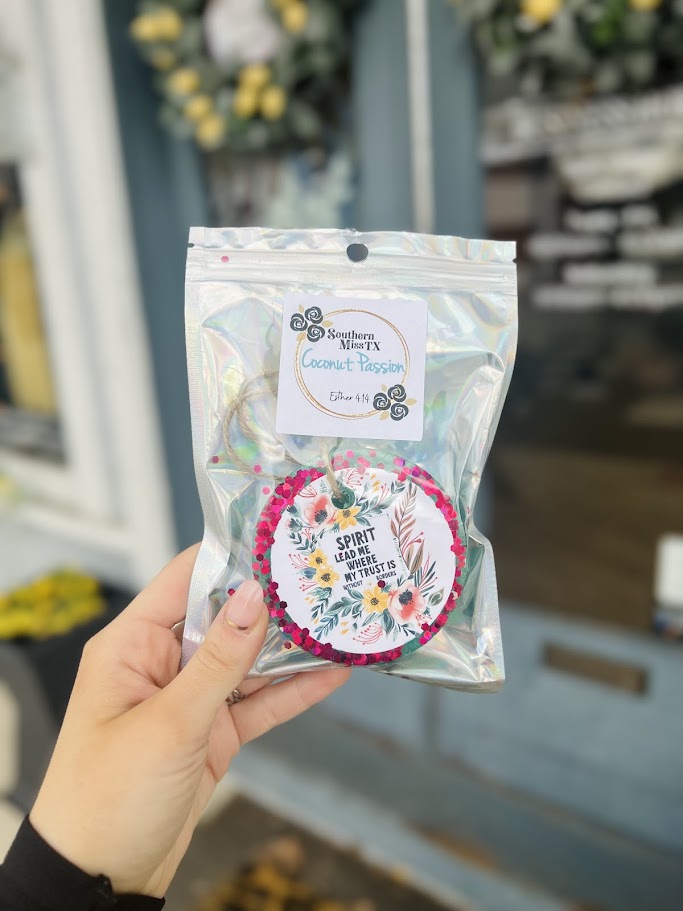 Southern
Miss TX
Coconut Passion
Esther 4:14
SPIRIT
LEAD ME
WHERE
MY TRUST IS
WITHOUT BORDERS